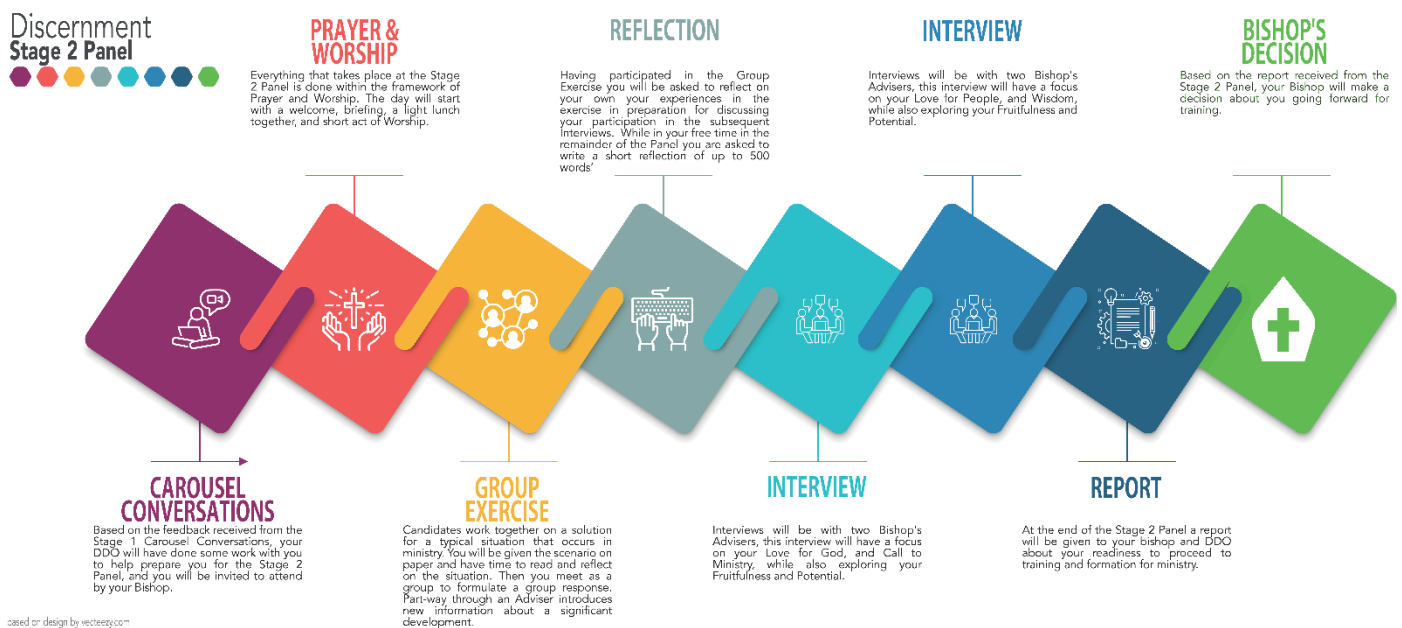 Discernment
Stage 2 Panel
PRAYER &
WORSHIP
Everything that takes place at the Stage
2 Panel is done within the framework of
Prayer and Worship. The day will start
with a welcome, briefing, a light lunch
together, and short act of Worship.
REFLECTION
Having participated in the Group
Exercise you will be asked to reflect on
your own your experiences in the
exercise in preparation for discussing
your participation in the subsequent
Interviews. While in your free time in the
remainder of the Panel you are asked to
write a short reflection of up to 500
words’
INTERVIEW
Interviews will be with two Bishop's
Advisers, this interview will have a focus
on your Love for People, and Wisdom,
while also exploring your Fruitfulness and
Potential.
BISHOP'S
DECISION
Based on the report received from the
Stage 2 Panel, your Bishop will make a
decision about you going forward for
training.
CAROUSEL
CONVERSATIONS
Based on the feedback received from the
Stage 1 Carousel Conversations, your
DDO will have done some work with you
to help prepare you for the Stage 2
Panel, and you will be invited to attend
by your Bishop.
GROUP
EXERCISE
Candidates work together on a solution
for a typical situation that occurs in
ministry. You will be given the scenario on
paper and have time to read and reflect
on the situation. Then you meet as a
group to formulate a group response.
Part-way through an Adviser introduces
new information about a significant
development.
INTERVIEW
Interviews will be with two Bishop's
Advisers, this interview will have a focus
on your Love for God, and Call to
Ministry, while also exploring your
Fruitfulness and Potential.
REPORT
At the end of the Stage 2 Panel a report
will be given to your bishop and DDO
about your readiness to proceed to
training and formation for ministry.
based on design by vecteezy.com